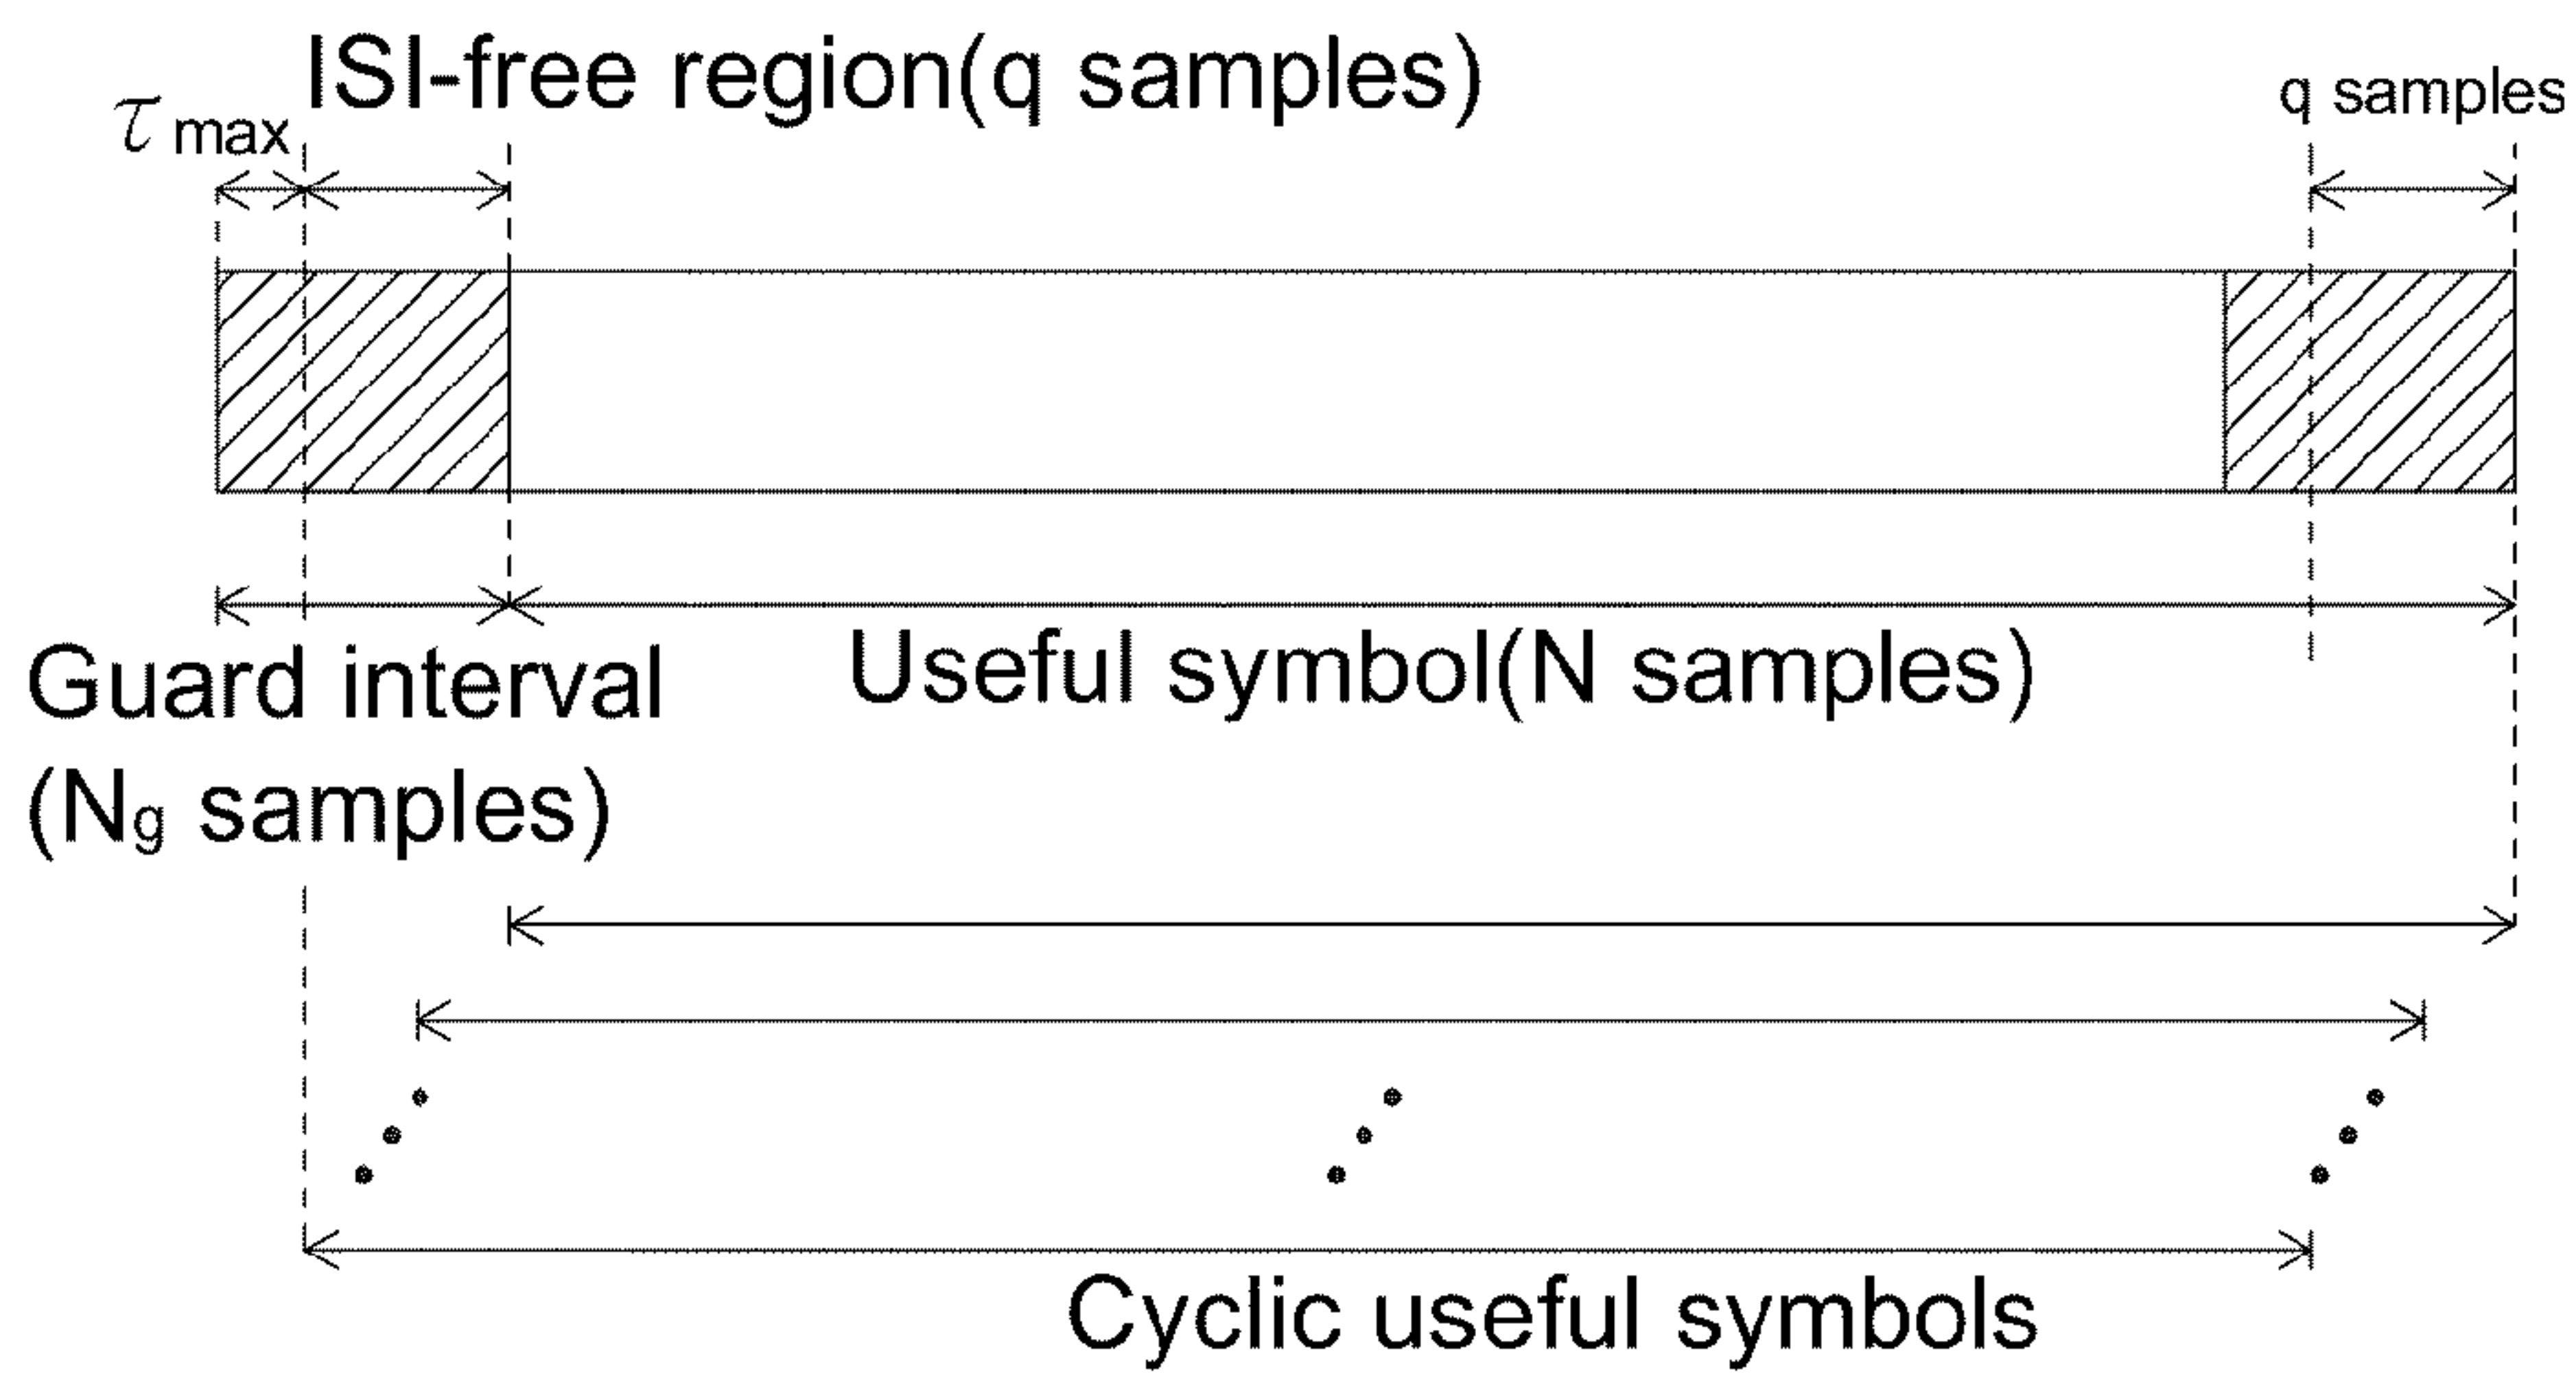 ISI-free region(q samples)
τ max
q samples
Guard interval
(Ng samples)
Useful symbol(N samples)
Cyclic useful symbols